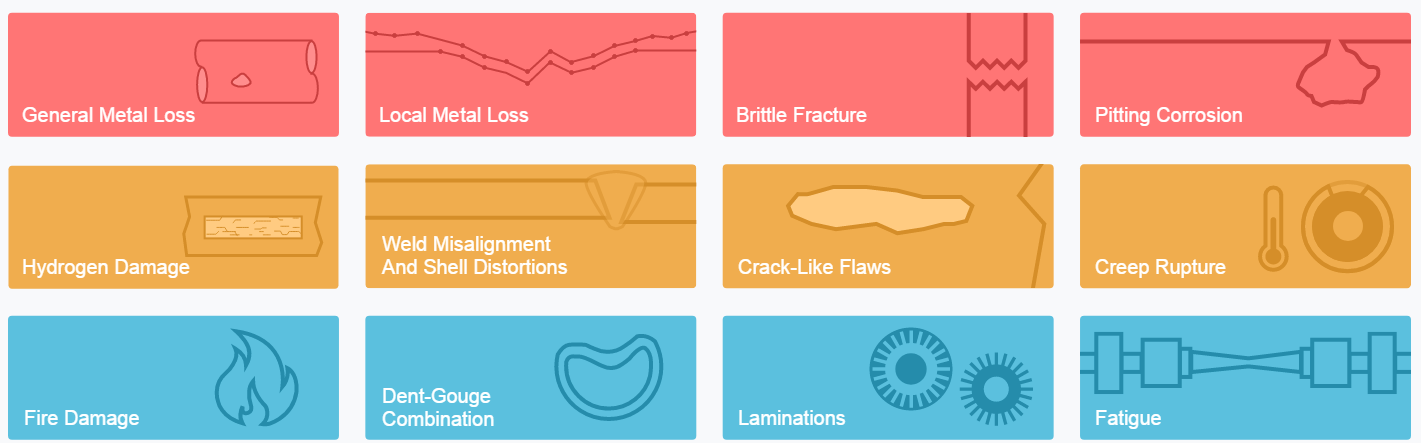 General Metal Loss
Local Metal Loss
Brittle Fracture
Pitting Corrosion
Hydrogen Damage
Weld Misalignment
And Shell Distortions
Crack-Like Flaws
Creep Rupture
Fire Damage
Dent-Gouge
Combination
Laminations
Fatigue